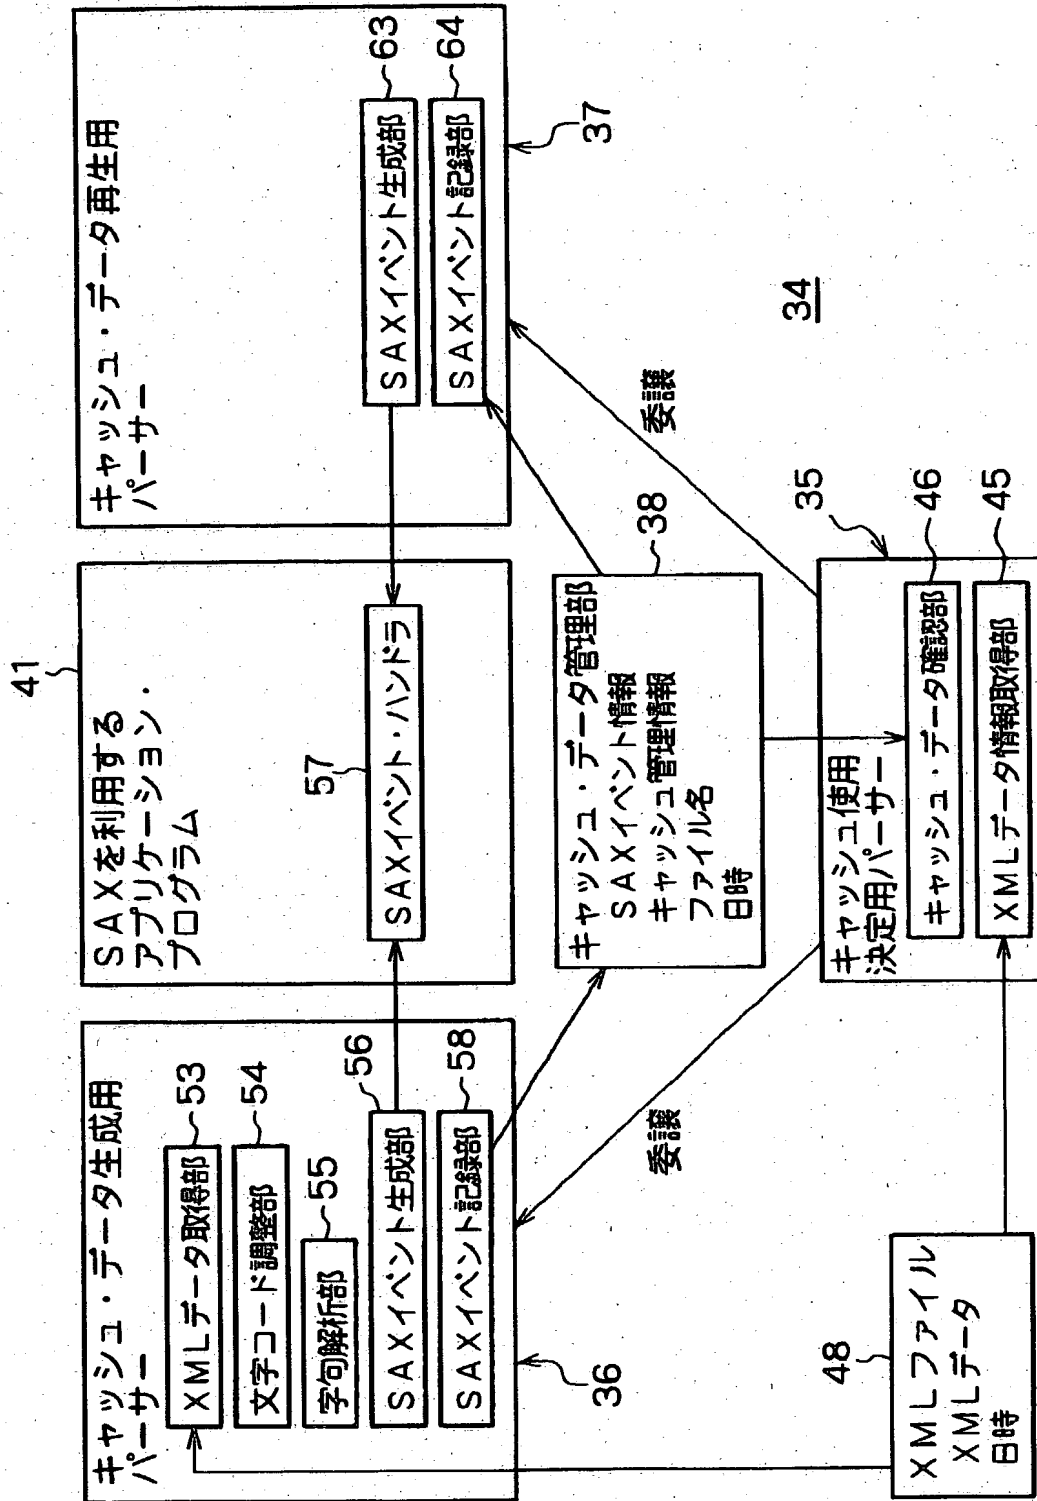 キャッシュ・データ生成用
パーサー
XMLデータ取得部
53
文字コード調整部
54
字句解析部
55
SAXイベント生成部
56
SAXイベント記録部
58
36
41
SAXを利用する
アプリケーション・
プログラム
57
SAXイベント・ハンドラ
キャッシュ・データ再生用
パーサー
SAXイベント生成部
63
SAXイベント記録部
64
37
キャッシュ・データ管理部
SAXイベント情報
キャッシュ管理情報
ファイル名
日時
38
委譲
委譲
34
48
XMLファイル
XMLデータ
日時
キャッシュ使用
決定用パーサー
35
キャッシュ・データ確認部
46
XMLデータ情報取得部
45